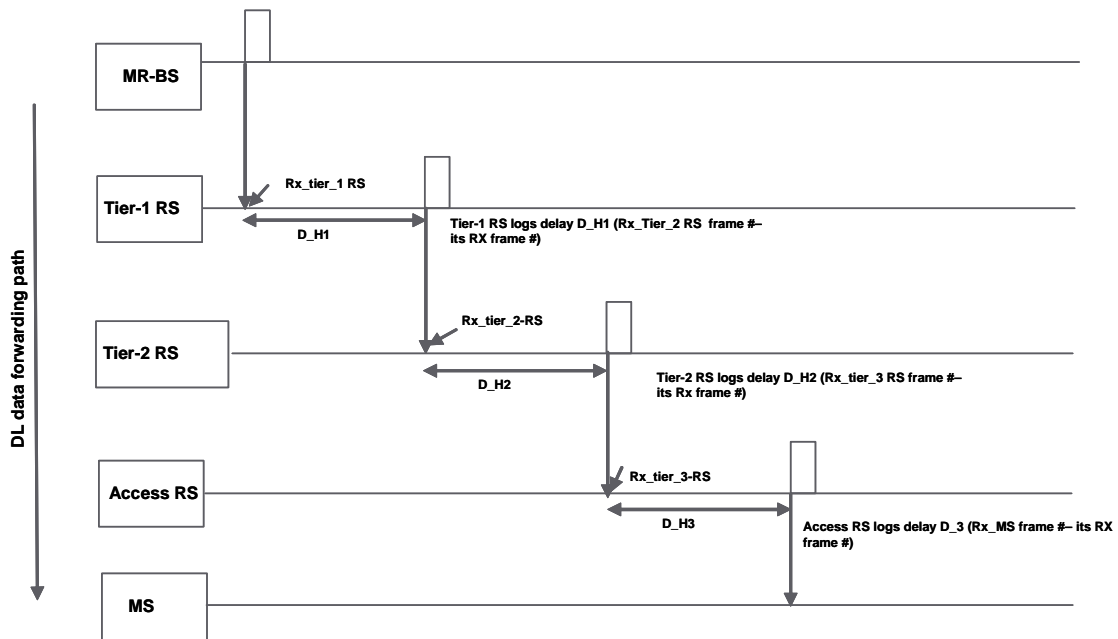 MR-BS
Tier-1 RS
Rx_tier_1 RS
D_H1
Tier-1 RS logs delay D_H1 (Rx_Tier_2 RS  frame #–
its RX frame #)
DL data forwarding path
Tier-2 RS
Rx_tier_2-RS
D_H2
Tier-2 RS logs delay D_H2 (Rx_tier_3 RS frame #–
its Rx frame #)
Access RS
Rx_tier_3-RS
D_H3
Access RS logs delay D_3 (Rx_MS frame #– its RX
frame #)
MS